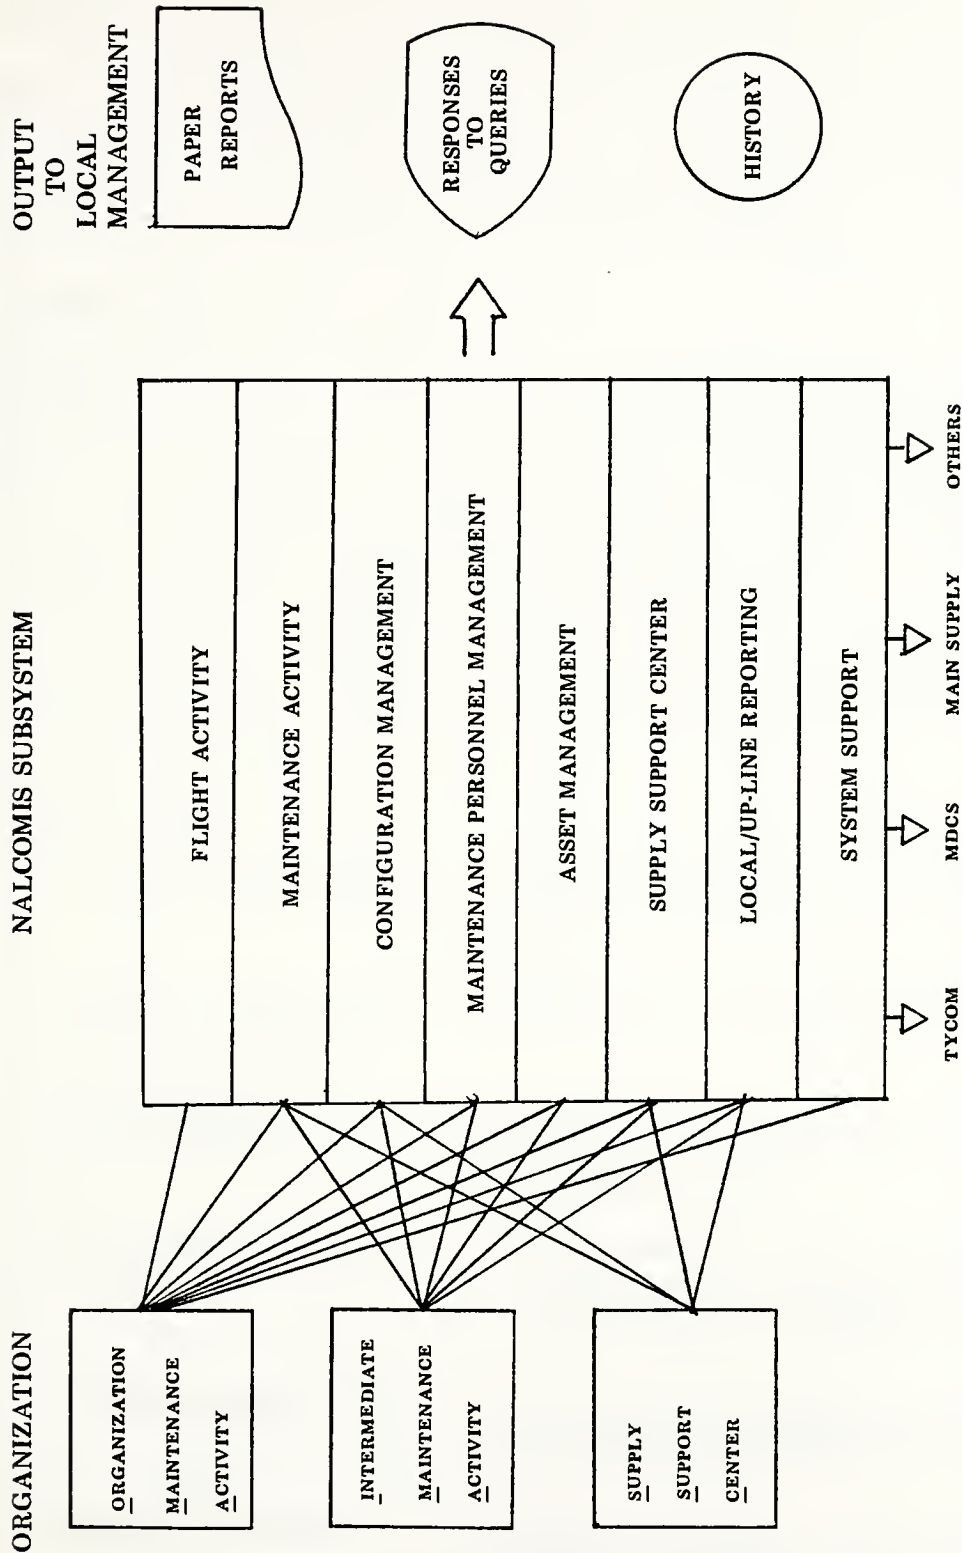 ORGANIZATION
ORGANIZATION
MAINTENANCE
ACTIVITY
INTERMEDIATE
MAINTENANCE
ACTIVITY
SUPPLY
SUPPORT
CENTER
NALCOMIS SUBSYSTEM
FLIGHT ACTIVITY
MAINTENANCE ACTIVITY
CONFIGURATION MANAGEMENT
MAINTENANCE PERSONNEL MANAGEMENT
ASSET MANAGEMENT
SUPPLY SUPPORT CENTER
LOCAL/UP-LINE REPORTING
SYSTEM SUPPORT
TYCOM
MDCS
MAIN SUPPLY
OTHERS
OUTPUT
TO
LOCAL
MANAGEMENT
PAPER
REPORTS
RESPONSES
TO
QUERIES
HISTORY